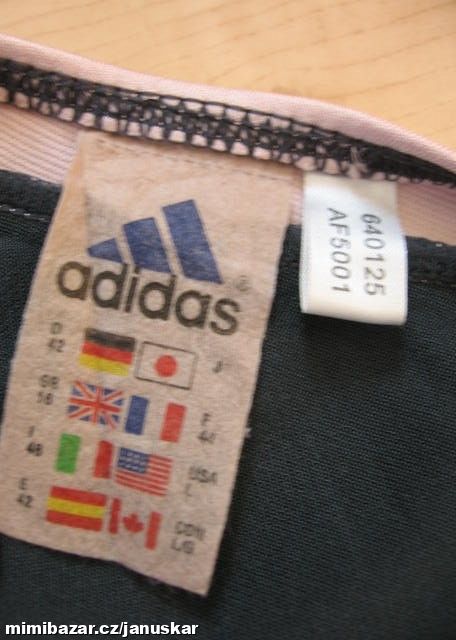 adidas
D
42
J
GB
16
F
44
I
48
USA
L
E
42
CDN
L/G
640125
AF5001
mimibazar.cz/januskar